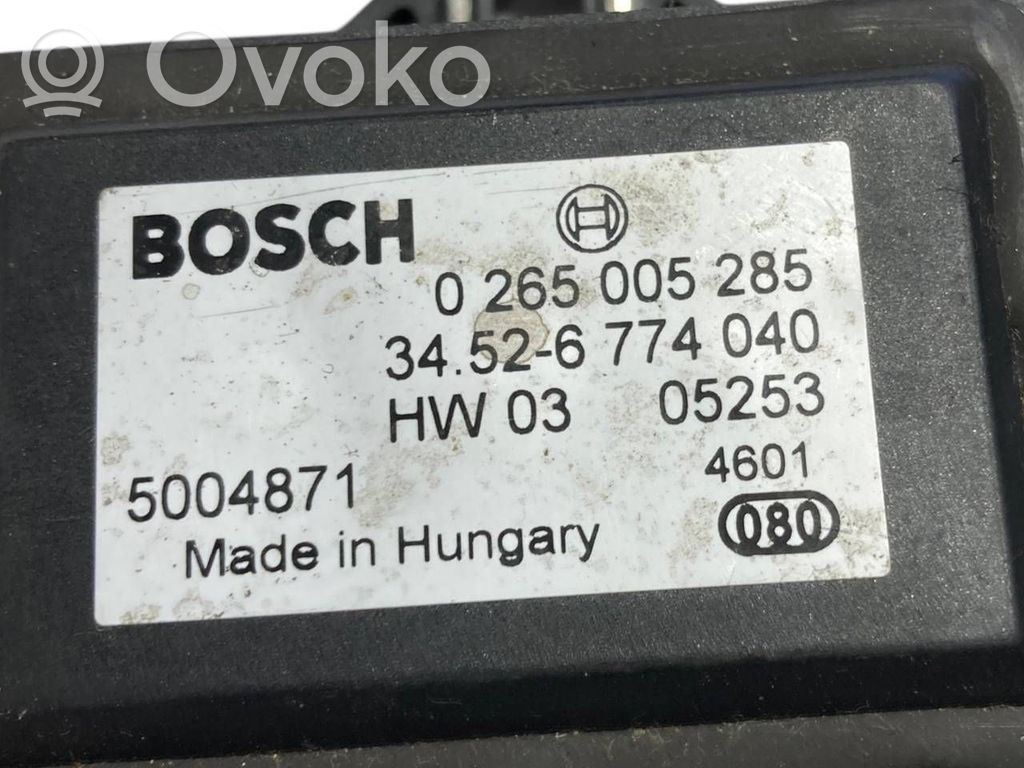 Ovoko
BOSCH
0 265 005 285
34.52-6 774 040
HW 03 05253
5004871 4601
Made in Hungary 080